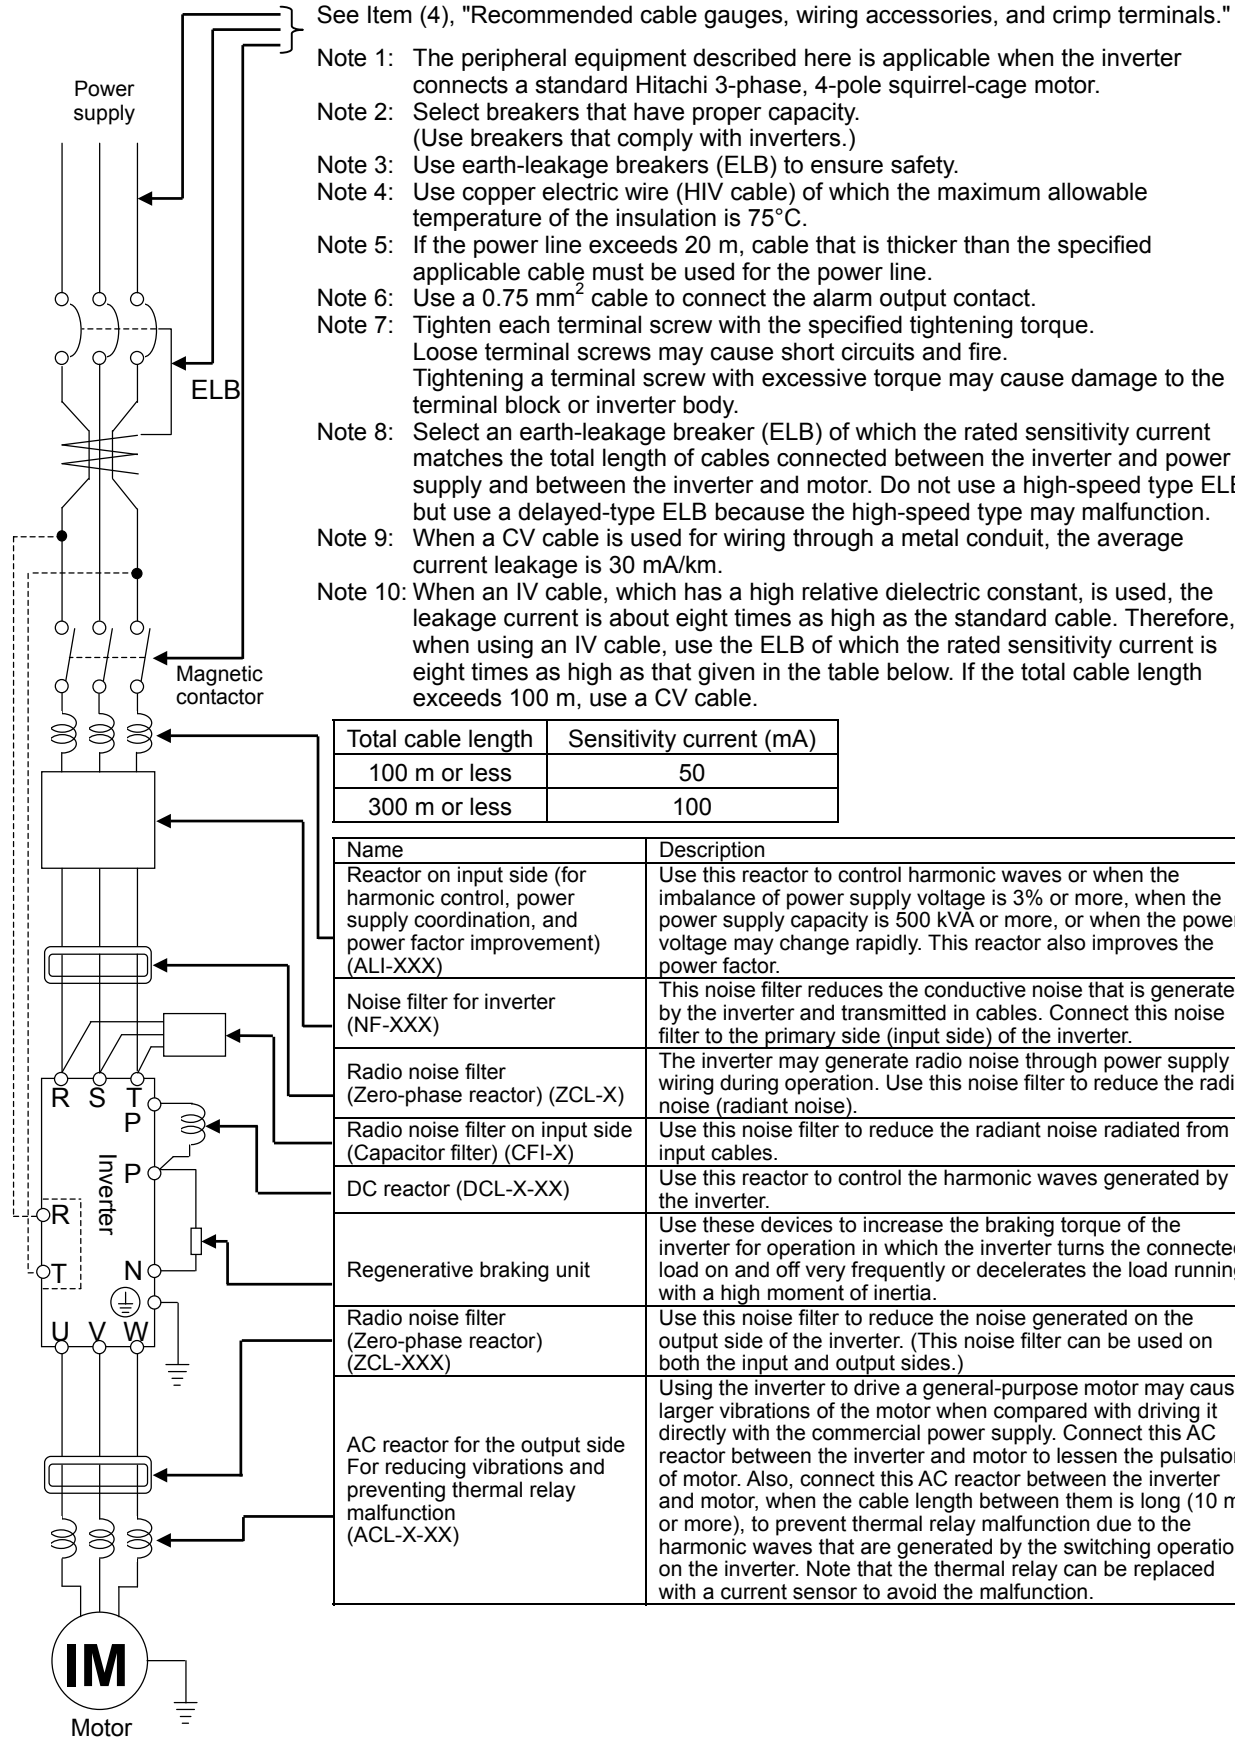 See Item (4), "Recommended cable gauges, wiring accessories, and crimp terminals."
Note 1: The peripheral equipment described here is applicable when the inverter
connects a standard Hitachi 3-phase, 4-pole squirrel-cage motor.
Note 2: Select breakers that have proper capacity.
(Use breakers that comply with inverters.)
Note 3: Use earth-leakage breakers (ELB) to ensure safety.
Note 4: Use copper electric wire (HIV cable) of which the maximum allowable
temperature of the insulation is 75°C.
Note 5: If the power line exceeds 20 m, cable that is thicker than the specified
applicable cable must be used for the power line.
Note 6: Use a 0.75 mm² cable to connect the alarm output contact.
Note 7: Tighten each terminal screw with the specified tightening torque.
Loose terminal screws may cause short circuits and fire.
Tightening a terminal screw with excessive torque may cause damage to the
terminal block or inverter body.
Note 8: Select an earth-leakage breaker (ELB) of which the rated sensitivity current
matches the total length of cables connected between the inverter and power
supply and between the inverter and motor. Do not use a high-speed type
but use a delayed-type ELB because the high-speed type may malfunction.
Note 9: When a CV cable is used for wiring through a metal conduit, the average
current leakage is 30 mA/km.
Note 10: When an IV cable, which has a high relative dielectric constant, is used, the
leakage current is about eight times as high as the standard cable. Therefore,
when using an IV cable, use the ELB of which the rated sensitivity current is
eight times as high as that given in the table below. If the total cable length
exceeds 100 m, use a CV cable.
Power
supply
ELB
Magnetic
contactor
R S T
P
P
Inverter
R
T
N
U V W
IM
Motor
Total cable length Sensitivity current (mA)
100 m or less 50
300 m or less 100
Name Description
Reactor on input side (for
harmonic control, power
supply coordination, and
power factor improvement)
(ALI-XXX)
Use this reactor to control harmonic waves or when the
imbalance of power supply voltage is 3% or more, when the
power supply capacity is 500 kVA or more, or when the power
voltage may change rapidly. This reactor also improves the
power factor.
Noise filter for inverter
(NF-XXX)
This noise filter reduces the conductive noise that is generate
by the inverter and transmitted in cables. Connect this noise
filter to the primary side (input side) of the inverter.
Radio noise filter
(Zero-phase reactor) (ZCL-X)
The inverter may generate radio noise through power supply
wiring during operation. Use this noise filter to reduce the radi
noise (radiant noise).
Radio noise filter on input side
(Capacitor filter) (CFI-X)
Use this noise filter to reduce the radiant noise radiated from
input cables.
DC reactor (DCL-X-XX)
Use this reactor to control the harmonic waves generated by
the inverter.
Regenerative braking unit
Use these devices to increase the braking torque of the
inverter for operation in which the inverter turns the connected
load on and off very frequently or decelerates the load running
with a high moment of inertia.
Radio noise filter
(Zero-phase reactor)
(ZCL-XXX)
Use this noise filter to reduce the noise generated on the
output side of the inverter. (This noise filter can be used on
both the input and output sides.)
AC reactor for the output side
For reducing vibrations and
preventing thermal relay
malfunction
(ACL-X-XX)
Using the inverter to drive a general-purpose motor may caus
larger vibrations of the motor when compared with driving it
directly with the commercial power supply. Connect this AC
reactor between the inverter and motor to lessen the pulsation
of motor. Also, connect this AC reactor between the inverter
and motor, when the cable length between them is long (10 m
or more), to prevent thermal relay malfunction due to the
harmonic waves that are generated by the switching operatio
on the inverter. Note that the thermal relay can be replaced
with a current sensor to avoid the malfunction.